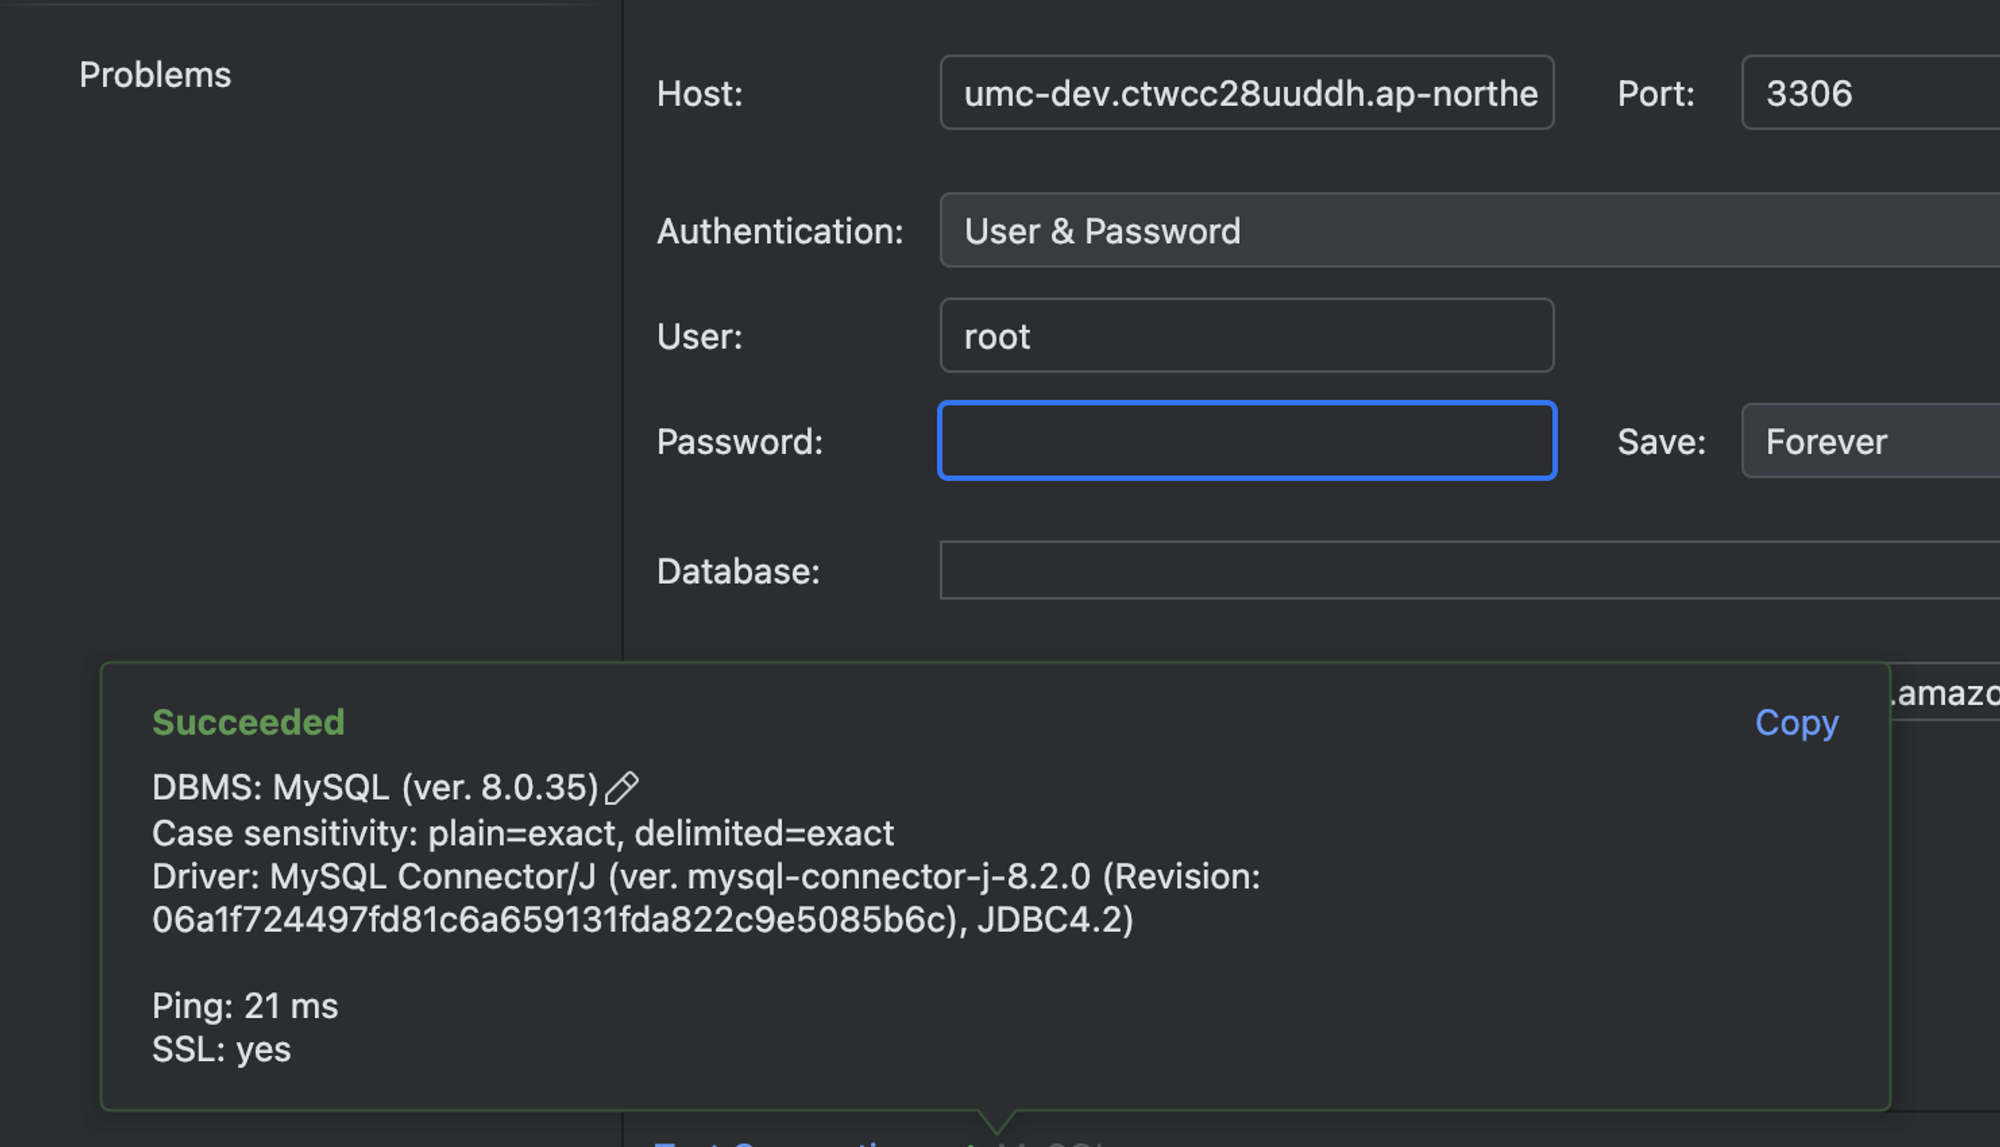 Problems
Host: umc-dev.ctwcc28uuddh.ap-northe Port: 3306
Authentication: User & Password
User: root
Password: Save: Forever
Database:
.amazo
Succeeded Copy
DBMS: MySQL (ver. 8.0.35)
Case sensitivity: plain=exact, delimited=exact
Driver: MySQL Connector/J (ver. mysql-connector-j-8.2.0 (Revision:
06a1f724497fd81c6a659131fda822c9e5085b6c), JDBC4.2)
Ping: 21 ms
SSL: yes